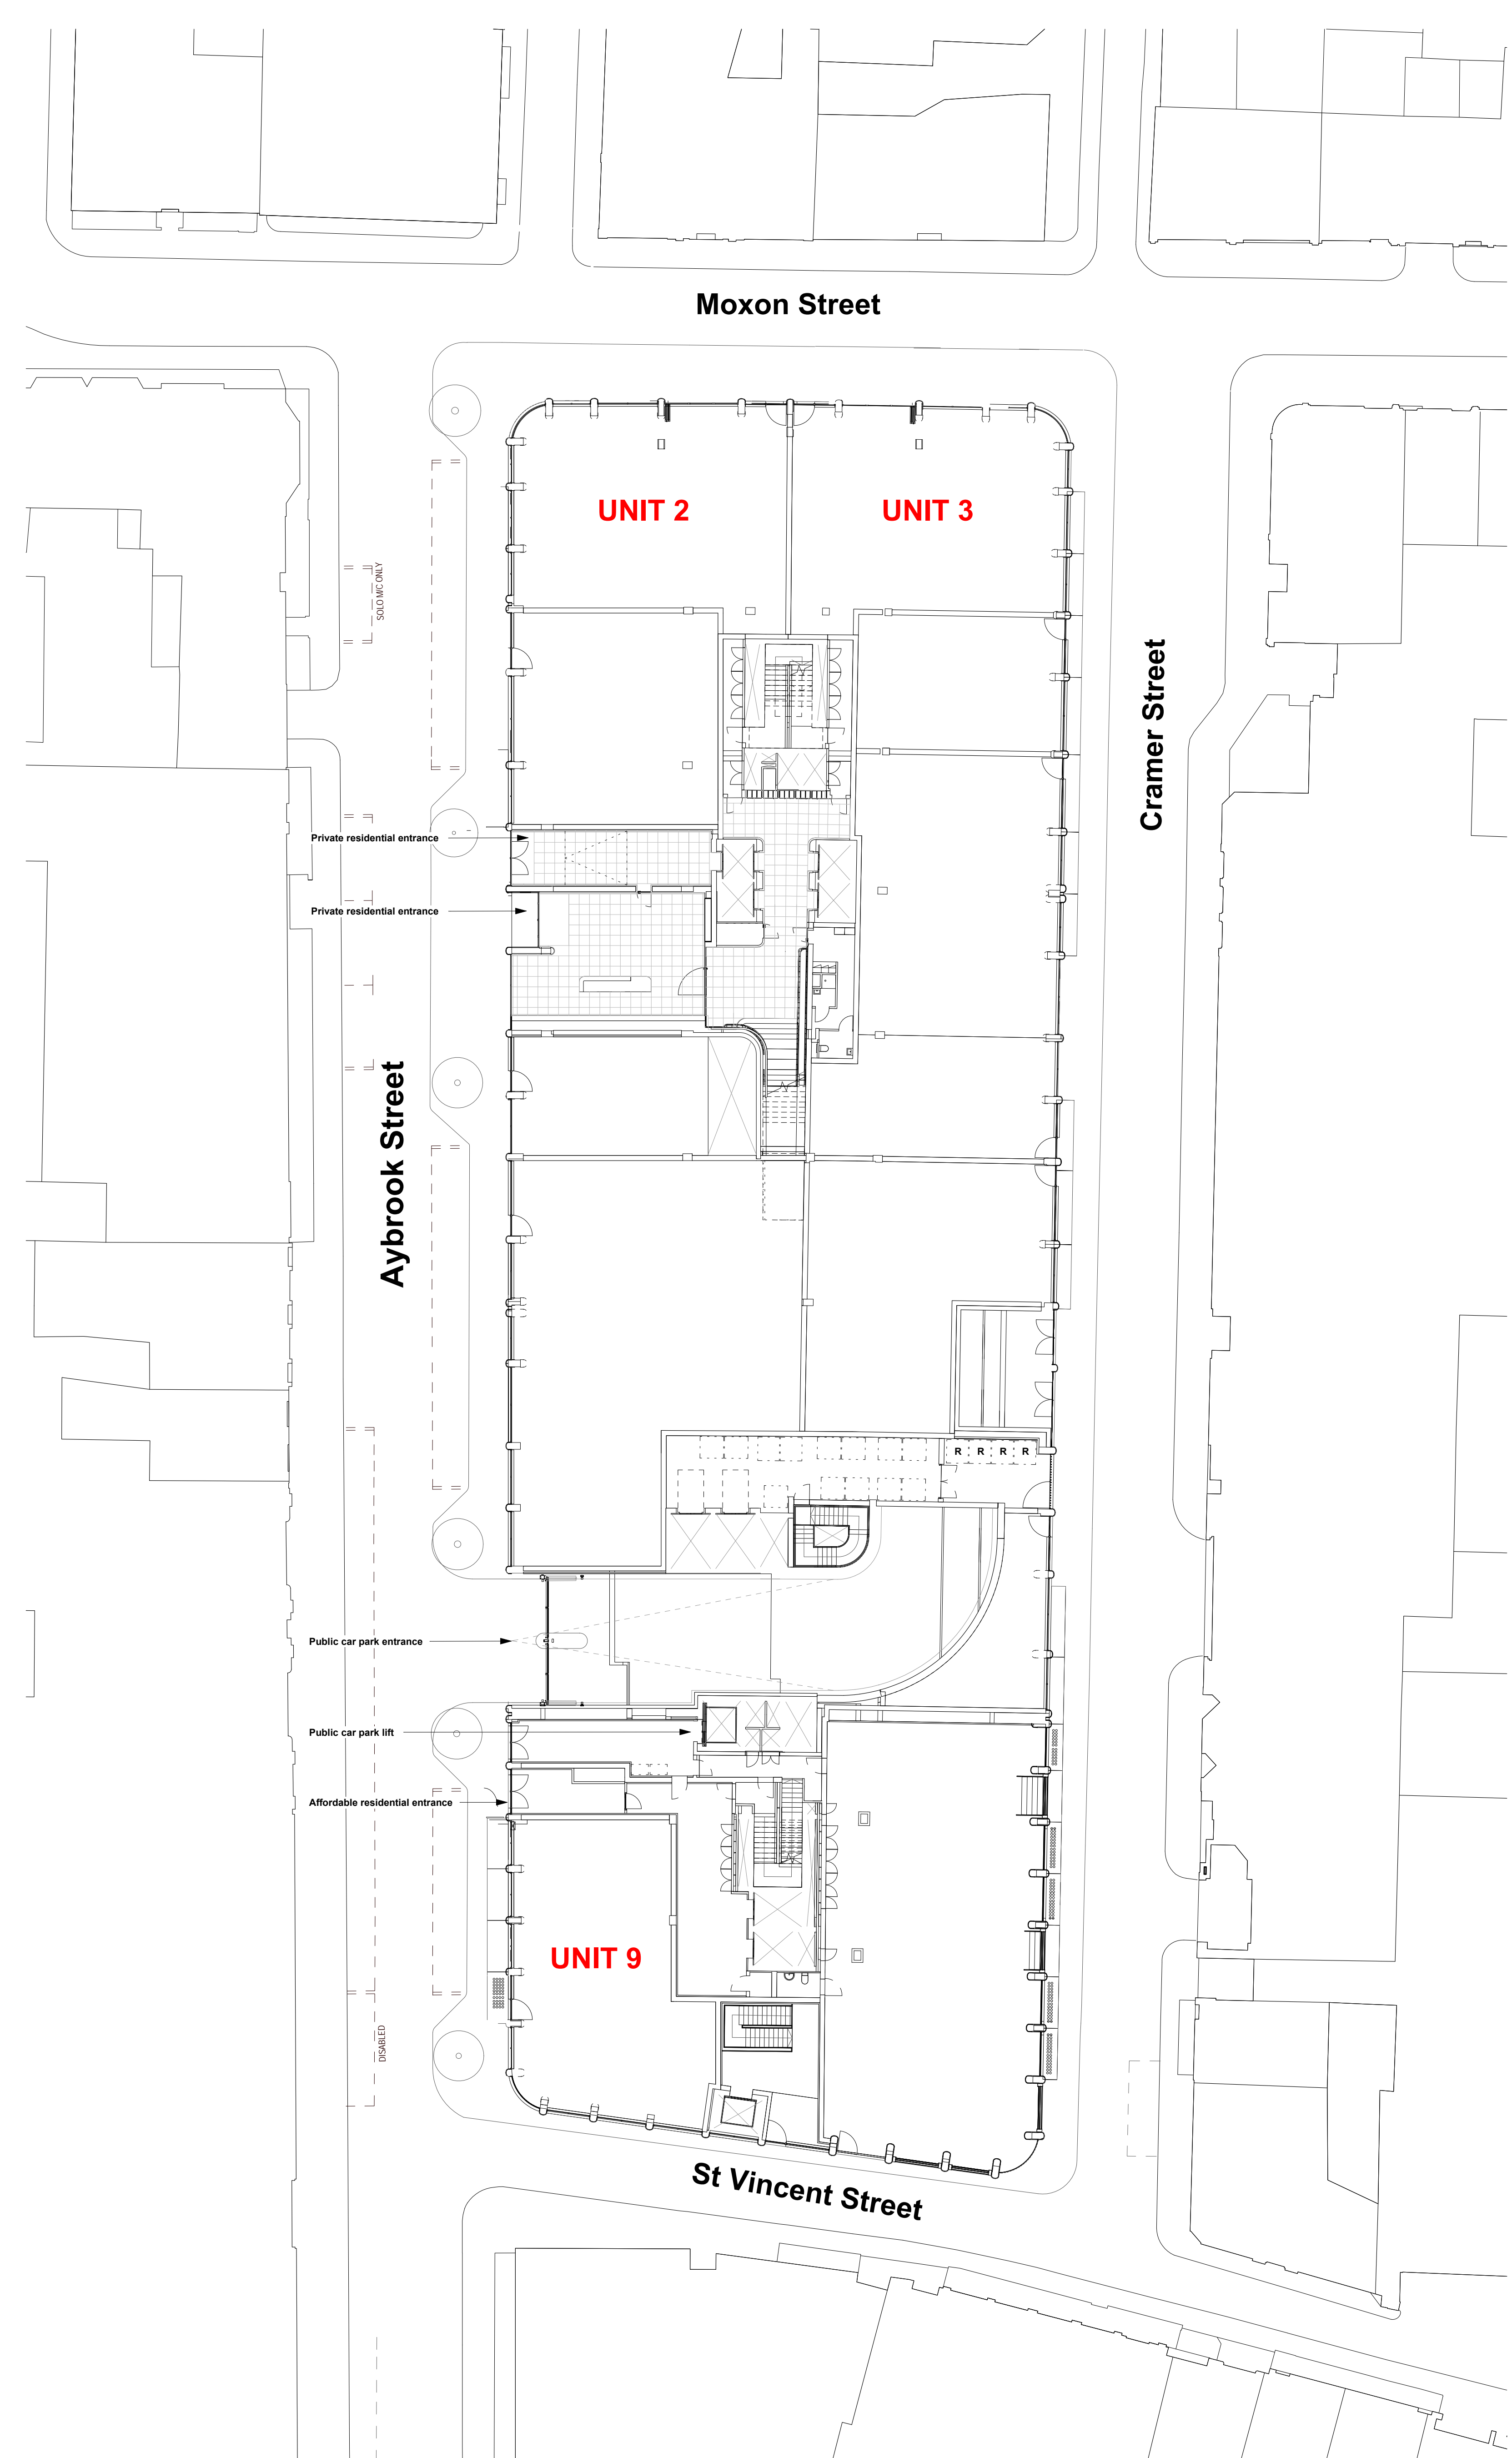 Moxon Street
UNIT 2
UNIT 3
SOLO M/C ONLY
Cramer Street
Private residential entrance
Private residential entrance
Aybrook Street
R R R R
Public car park entrance
Public car park lift
Affordable residential entrance
UNIT 9
DISABLED
St Vincent Street